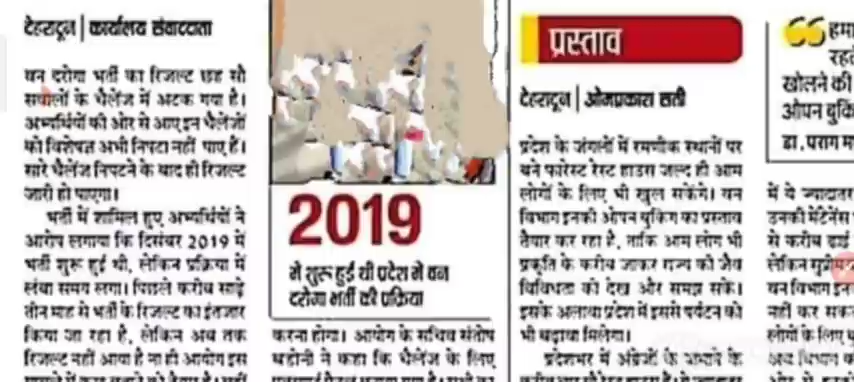 देहरादून | कार्यालय संवाददाता
वन दरोगा भर्ती का रिजल्ट छह सौ
सवालों के चैलेंज में अटक गया है।
अभ्यर्थियों की ओर से आए इन चैलेंजों
को विशेषज्ञ अभी निपटा नहीं पाए हैं।
सारे चैलेंज निपटने के बाद ही रिजल्ट
जारी हो पाएगा।
भर्ती में शामिल हुए अभ्यर्थियों ने
आरोप लगाया कि दिसंबर 2019 में
भर्ती शुरू हुई थी, लेकिन प्रक्रिया में
लंबा समय लगा। पिछले करीब साढ़े
तीन माह से भर्ती के रिजल्ट का इंतजार
किया जा रहा है, लेकिन अब तक
रिजल्ट नहीं आया है ना ही आयोग इस
2019
में शुरू हुई थी प्रदेश में वन
दरोगा भर्ती की प्रक्रिया
करना होगा। आयोग के सचिव संतोष
बडोनी ने कहा कि चैलेंज के लिए
प्रस्ताव
देहरादून | ओमप्रकाश सती
प्रदेश के जंगलों में रमणीक स्थानों पर
बने फारेस्ट रेस्ट हाउस जल्द ही आम
लोगों के लिए भी खुल सकेंगे। वन
विभाग इनकी ओपन बुकिंग का प्रस्ताव
तैयार कर रहा है, ताकि आम लोग भी
प्रकृति के करीब जाकर राज्य की जैव
विविधता को देख और समझ सकें।
इसके अलावा प्रदेश में इससे पर्यटन को
भी बढ़ावा मिलेगा।
प्रदेशभर में अंग्रेजों के जमाने के
हमा
रहते
खोलने की
ओपन बुकि
डा. पराग म
में ये ज्यादातर
उनकी मेंटिनेंस
से करीब ढाई
लेकिन सुप्रीम
वन विभाग इन
नहीं कर सक
लोगों के लिए
अब विभाग क